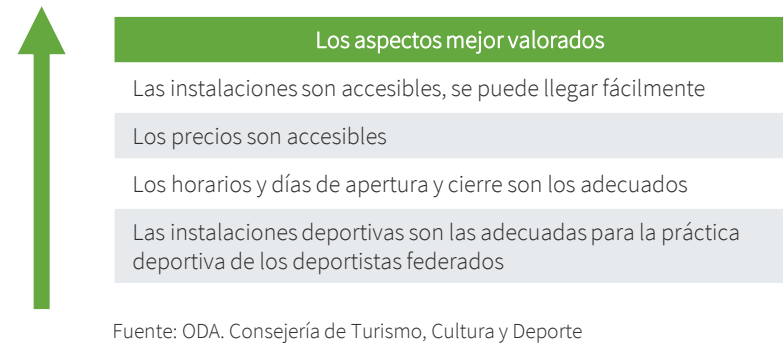 Los aspectos mejor valorados
Las instalaciones son accesibles, se puede llegar fácilmente
Los precios son accesibles
Los horarios y días de apertura y cierre son los adecuados
Las instalaciones deportivas son las adecuadas para la práctica
deportiva de los deportistas federados
Fuente: ODA. Consejería de Turismo, Cultura y Deporte